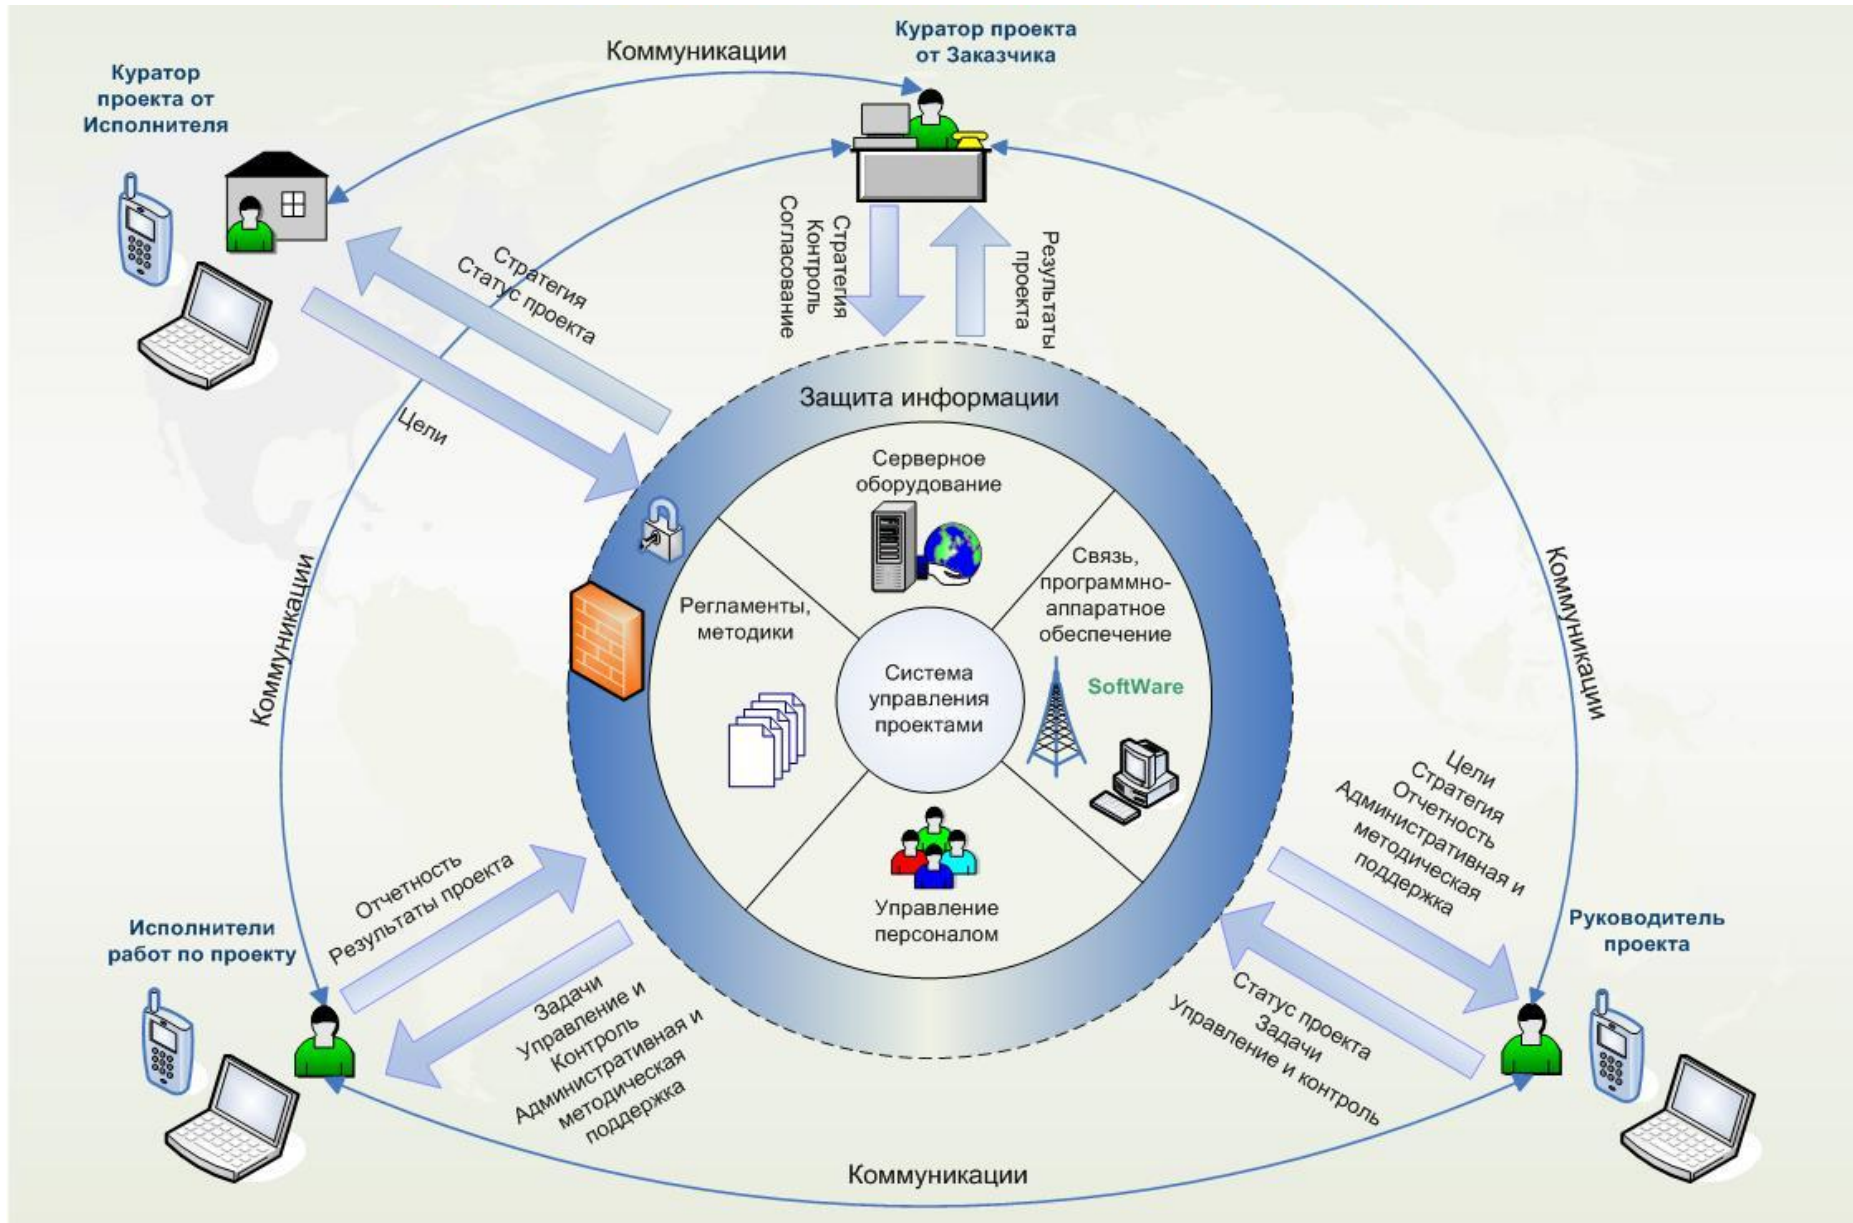 Куратор проекта
от Заказчика
Коммуникации
Куратор
проекта от
Исполнителя
Стратегия
Контроль
Согласование
Результаты
проекта
Стратегия
Статус проекта
Цели
Защита информации
Серверное
оборудование
Связь,
программно-
аппаратное
обеспечение
SoftWare
Регламенты,
методики
Система
управления
проектами
Управление
персоналом
Коммуникации
Коммуникации
Цели
Стратегия
Отчетность
Административная и
методическая
поддержка
Руководитель
проекта
Статус проекта
Задачи
Управление и контроль
Отчетность
Результаты проекта
Исполнители
работ по проекту
Задачи
Управление и
Контроль
Административная и
методическая
поддержка
Коммуникации